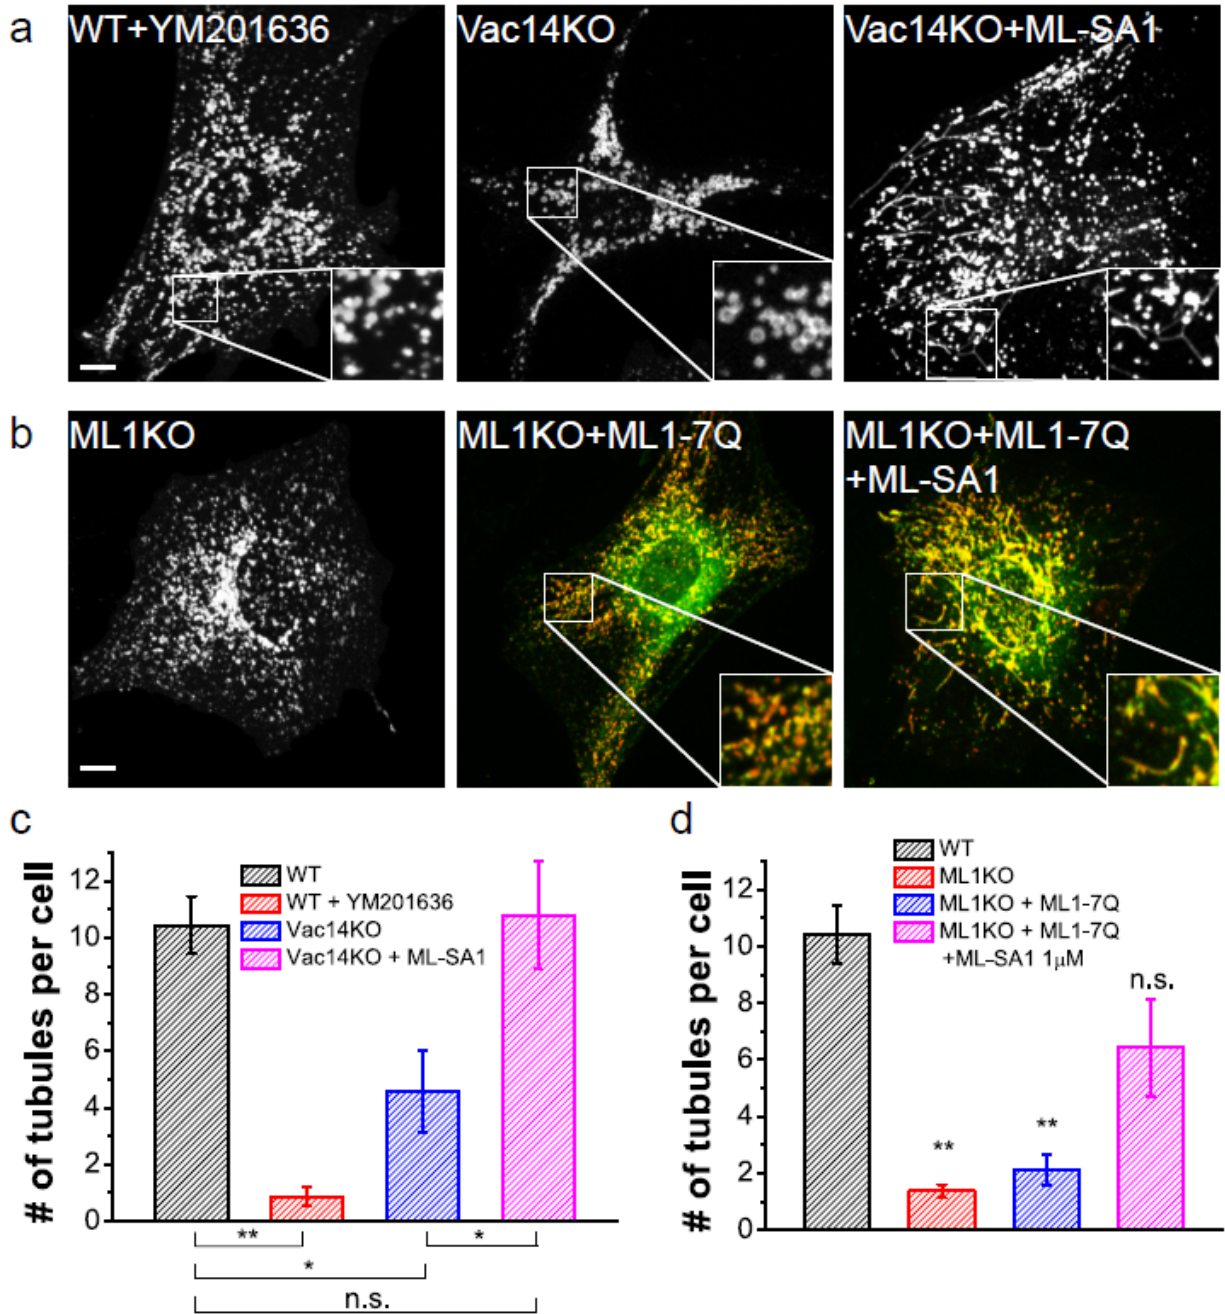 a
WT+YM201636
Vac14KO
Vac14KO+ML-SA1
b
ML1KO
ML1KO+ML1-7Q
ML1KO+ML1-7Q
+ML-SA1
c
# of tubules per cell
12
10
8
6
4
2
0
WT
WT + YM201636
Vac14KO
Vac14KO + ML-SA1
**
*
*
n.s.
d
# of tubules per cell
12
10
8
6
4
2
0
WT
ML1KO
ML1KO + ML1-7Q
ML1KO + ML1-7Q
+ML-SA1 1μM
**
**
n.s.